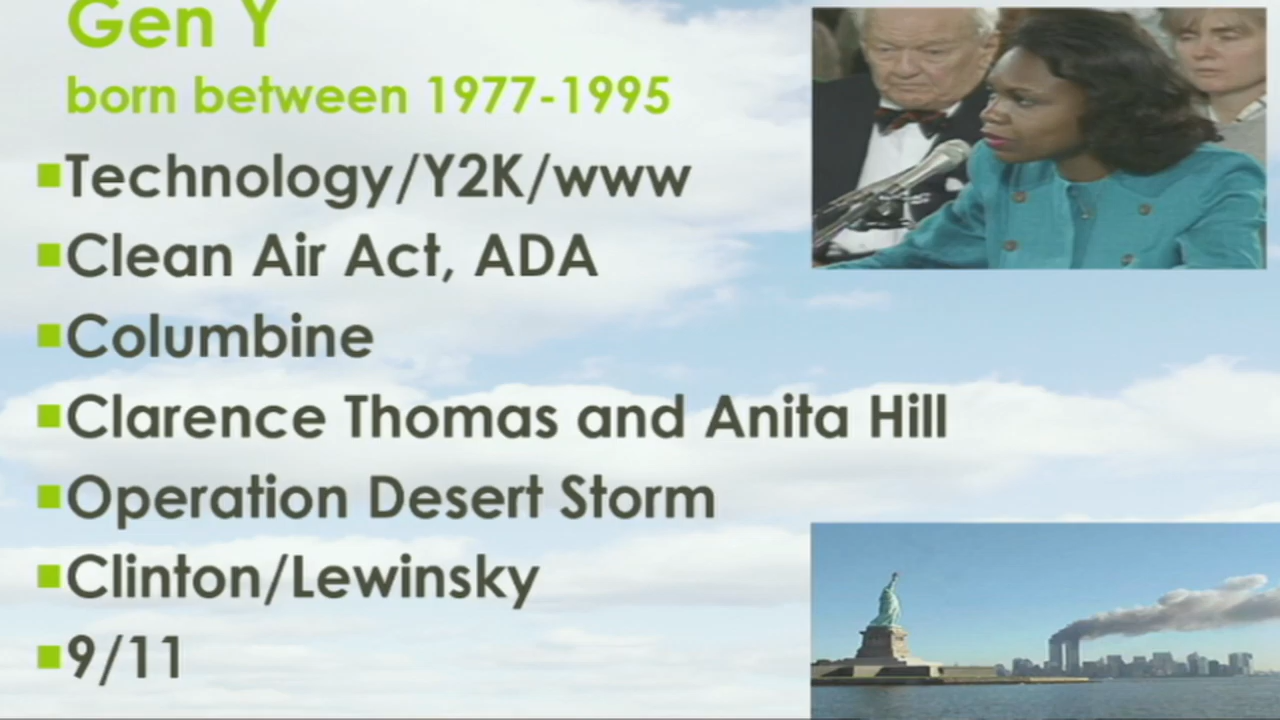 Gen Y
born between 1977-1995
Technology/Y2K/www
Clean Air Act, ADA
Columbine
Clarence Thomas and Anita Hill
Operation Desert Storm
Clinton/Lewinsky
9/11